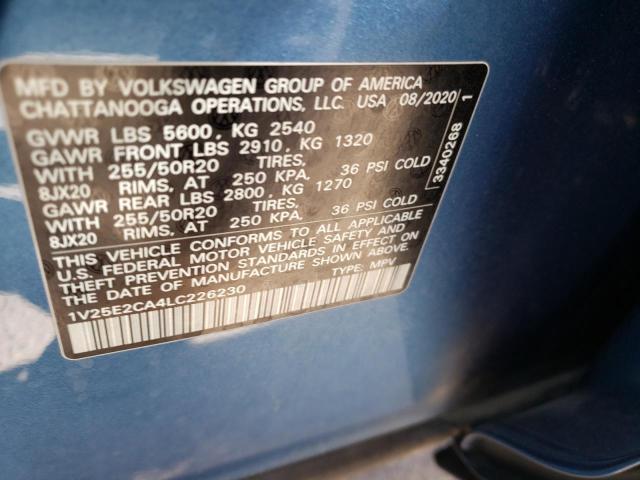 MFD BY VOLKSWAGEN GROUP OF AMERICA
CHATTANOOGA OPERATIONS, LLC. USA 08/2020
GVWR LBS 5600, KG 2540
GAWR FRONT LBS 2910, KG 1320
WITH 255/50R20 TIRES,
8JX20 RIMS, AT 250 KPA, 36 PSI COLD
GAWR REAR LBS 2800, KG 1270
WITH 255/50R20 TIRES,
8JX20 RIMS, AT 250 KPA, 36 PSI COLD
THIS VEHICLE CONFORMS TO ALL APPLICABLE
U.S. FEDERAL MOTOR VEHICLE SAFETY AND
THEFT PREVENTION STANDARDS IN EFFECT ON
THE DATE OF MANUFACTURE SHOWN ABOVE.
1V25E2CA4LC226230 TYPE: MPV
3340268 1